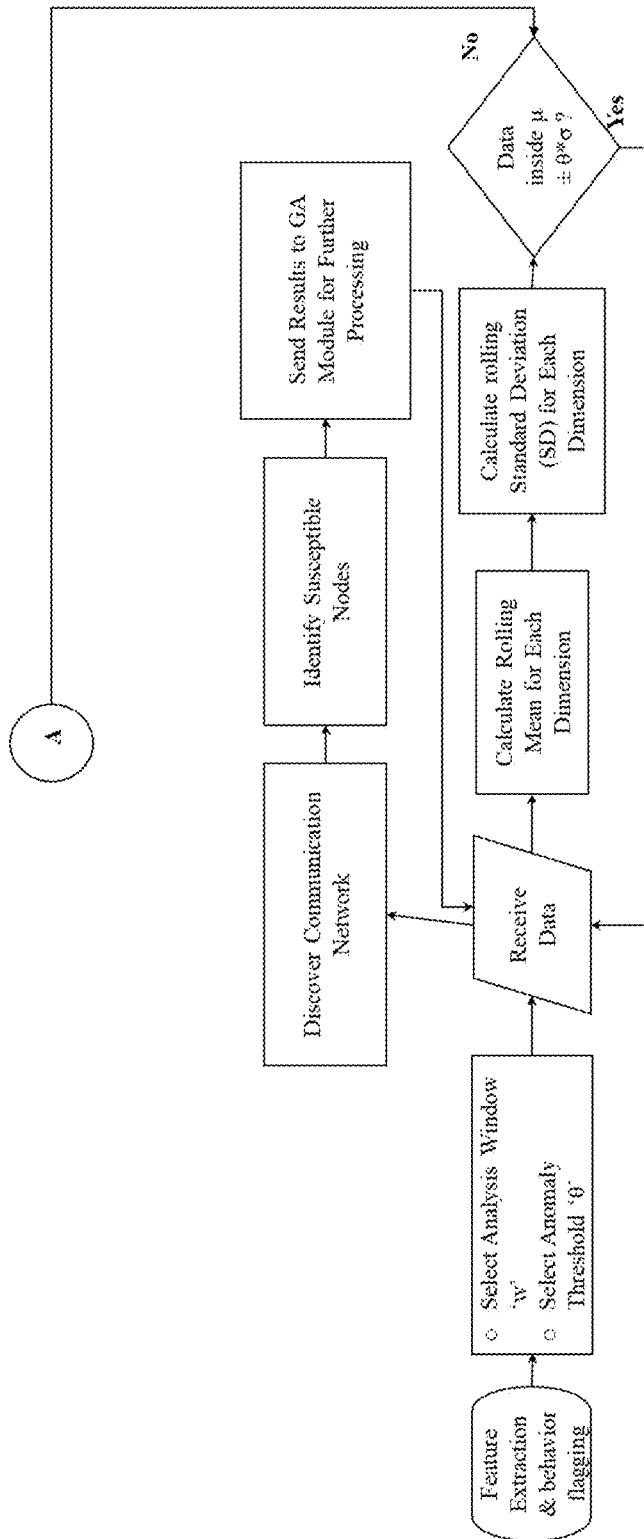 Feature
Extraction
& behavior
flagging
○ Select Analysis Window
'w'
○ Select Anomaly
Threshold 'θ'
Receive
Data
Calculate Rolling
Mean for Each
Dimension
Calculate rolling
Standard Deviation
(SD) for Each
Dimension
Data
inside μ
± θ*σ ?
Yes
No
Discover Communication
Network
Identify Susceptible
Nodes
Send Results to GA
Module for Further
Processing
A